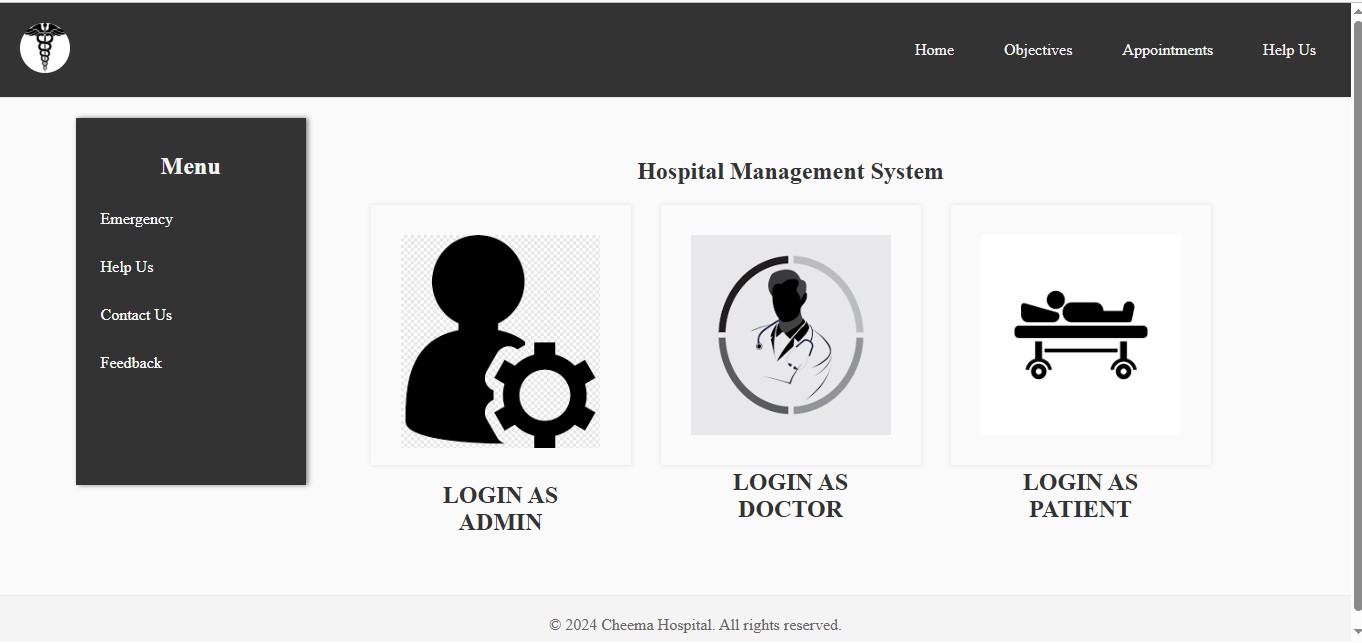 Home Objectives Appointments Help Us
Menu
Emergency
Help Us
Contact Us
Feedback
Hospital Management System
LOGIN AS
ADMIN
LOGIN AS
DOCTOR
LOGIN AS
PATIENT
© 2024 Cheema Hospital. All rights reserved.